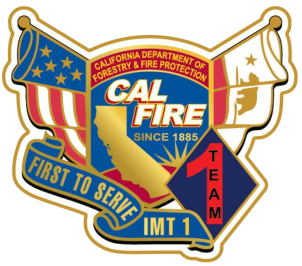 CALIFORNIA DEPARTMENT OF
FORESTRY & FIRE PROTECTION
CAL
FIRE
SINCE 1885
FIRST TO SERVE
IMT 1
1
TEAM